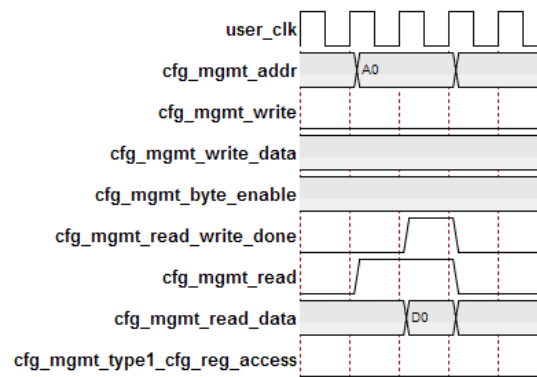 user_clk
cfg_mgmt_addr
A0
cfg_mgmt_write
cfg_mgmt_write_data
cfg_mgmt_byte_enable
cfg_mgmt_read_write_done
cfg_mgmt_read
cfg_mgmt_read_data
D0
cfg_mgmt_type1_cfg_reg_access